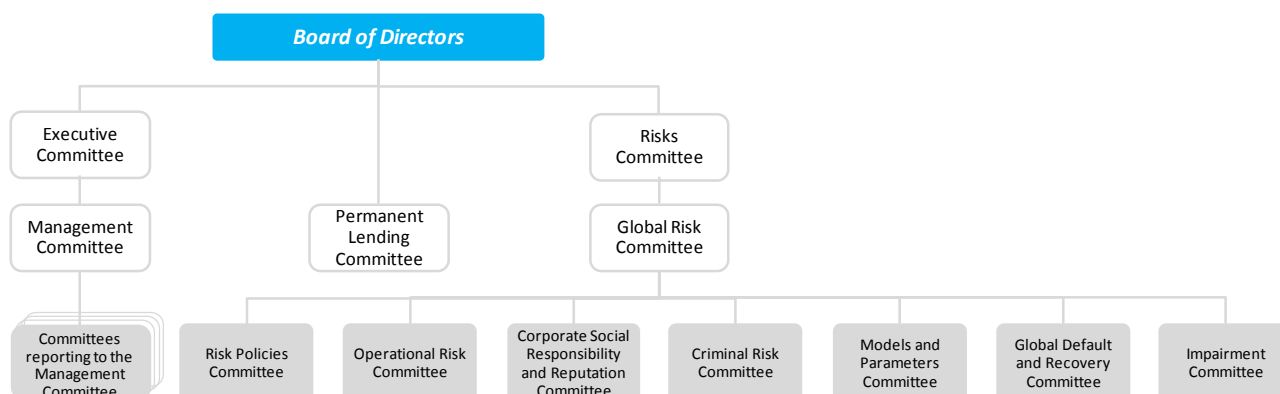 Board of Directors
Executive
Committee
Risks
Committee
Management
Committee
Permanent
Lending
Committee
Global Risk
Committee
Committees
reporting to the
Management
Committee
Risk Policies
Committee
Operational Risk
Committee
Corporate Social
Responsibility
and Reputation
Committee
Criminal Risk
Committee
Models and
Parameters
Committee
Global Default
and Recovery
Committee
Impairment
Committee